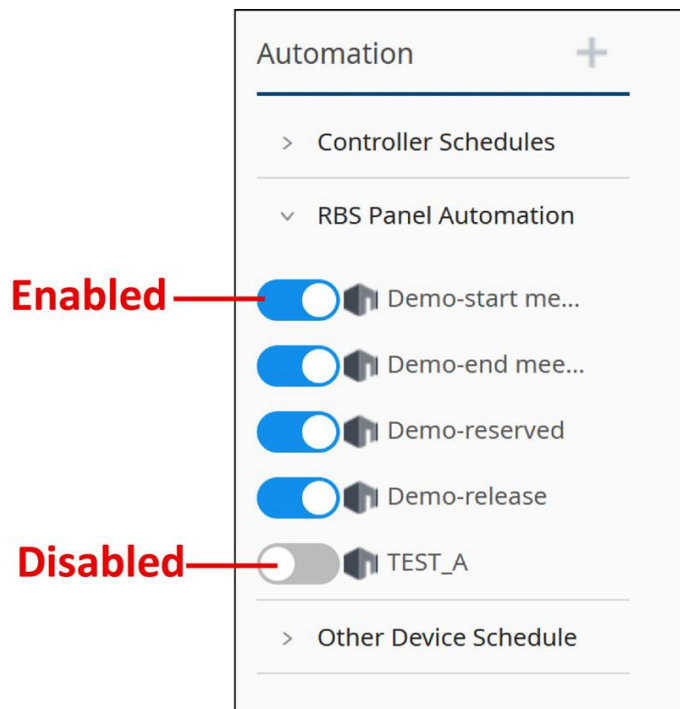 Automation +
Controller Schedules
RBS Panel Automation
Enabled
Demo-start me...
Demo-end mee...
Demo-reserved
Demo-release
Disabled
TEST_A
Other Device Schedule